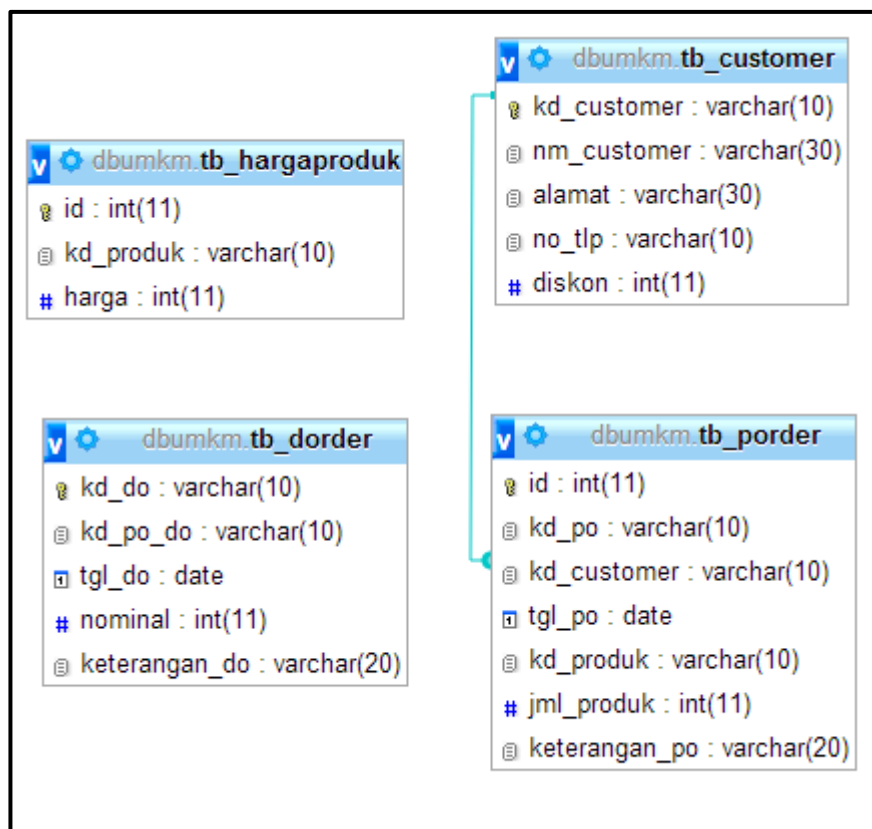 dbumkm.tb_customer
kd_customer : varchar(10)
nm_customer : varchar(30)
alamat : varchar(30)
no_tlp : varchar(10)
# diskon : int(11)
dbumkm.tb_hargaproduk
id : int(11)
kd_produk : varchar(10)
# harga : int(11)
dbumkm.tb_dorder
kd_do : varchar(10)
kd_po_do : varchar(10)
tgl_do : date
# nominal : int(11)
keterangan_do : varchar(20)
dbumkm.tb_porder
id : int(11)
kd_po : varchar(10)
kd_customer : varchar(10)
tgl_po : date
kd_produk : varchar(10)
# jml_produk : int(11)
keterangan_po : varchar(20)